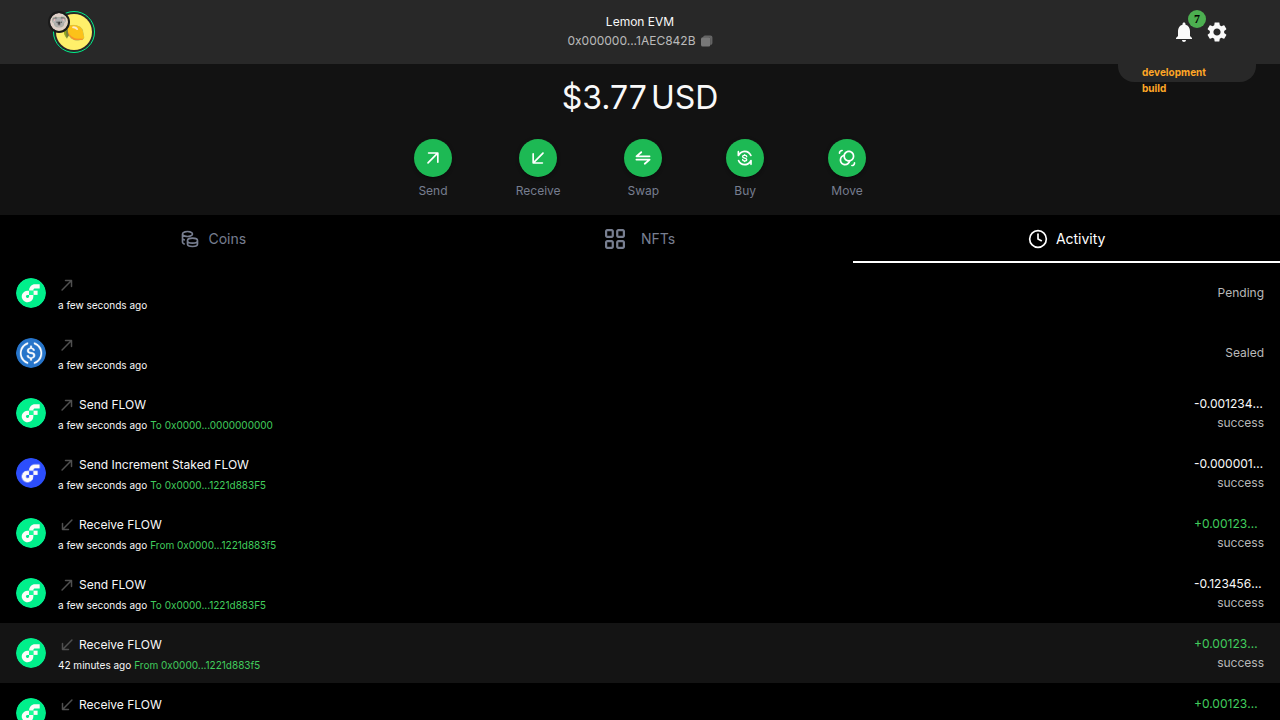 Lemon EVM
0x000000...1AEC842B
7
development
build
$3.77 USD
Send
Receive
Swap
Buy
Move
Coins
NFTs
Activity
a few seconds ago
Pending
a few seconds ago
Sealed
Send FLOW
-0.001234...
a few seconds ago To 0x0000...0000000000
success
Send Increment Staked FLOW
-0.000001...
a few seconds ago To 0x0000...1221d883F5
success
Receive FLOW
+0.00123...
a few seconds ago From 0x0000...1221d883f5
success
Send FLOW
-0.123456...
a few seconds ago To 0x0000...1221d883F5
success
Receive FLOW
+0.00123...
42 minutes ago From 0x0000...1221d883f5
success
Receive FLOW
+0.00123...